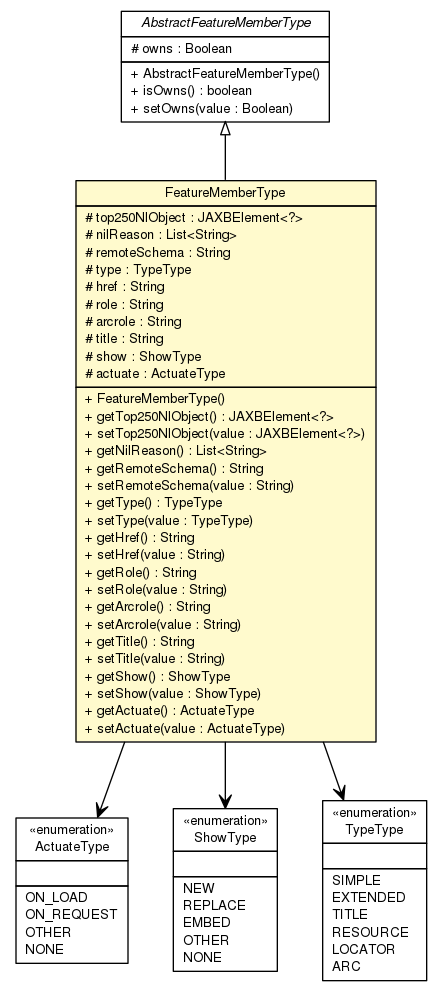 AbstractFeatureMemberType
# owns : Boolean
+ AbstractFeatureMemberType()
+ isOwns() : boolean
+ setOwns(value : Boolean)
FeatureMemberType
# top250NlObject : JAXBElement<?>
# nilReason : List<String>
# remoteSchema : String
# type : TypeType
# href : String
# role : String
# arcrole : String
# title : String
# show : ShowType
# actuate : ActuateType
+ FeatureMemberType()
+ getTop250NlObject() : JAXBElement<?>
+ setTop250NlObject(value : JAXBElement<?>)
+ getNilReason() : List<String>
+ getRemoteSchema() : String
+ setRemoteSchema(value : String)
+ getType() : TypeType
+ setType(value : TypeType)
+ getHref() : String
+ setHref(value : String)
+ getRole() : String
+ setRole(value : String)
+ getArcrole() : String
+ setArcrole(value : String)
+ getTitle() : String
+ setTitle(value : String)
+ getShow() : ShowType
+ setShow(value : ShowType)
+ getActuate() : ActuateType
+ setActuate(value : ActuateType)
«enumeration»
ActuateType
ON_LOAD
ON_REQUEST
OTHER
NONE
«enumeration»
ShowType
NEW
REPLACE
EMBED
OTHER
NONE
«enumeration»
TypeType
SIMPLE
EXTENDED
TITLE
RESOURCE
LOCATOR
ARC